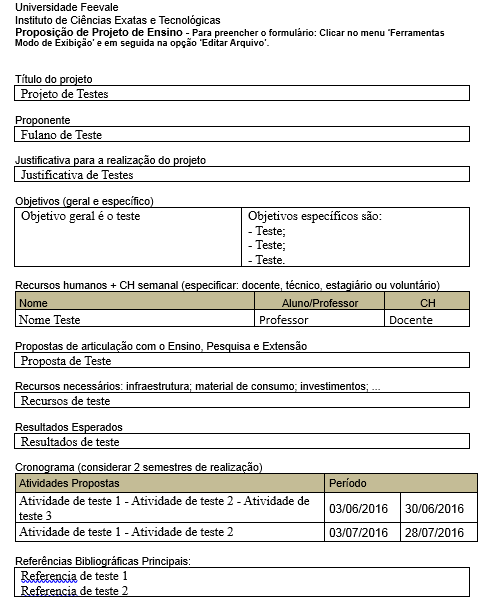 Universidade Feevale
Instituto de Ciências Exatas e Tecnológicas
Proposição de Projeto de Ensino - Para preencher o formulário: Clicar no menu 'Ferramentas
Modo de Exibição' e em seguida na opção 'Editar Arquivo'.
Título do projeto
Projeto de Testes
Proponente
Fulano de Teste
Justificativa para a realização do projeto
Justificativa de Testes
Objetivos (geral e específico)
Objetivo geral é o teste
Objetivos específicos são:
- Teste;
- Teste;
- Teste.
Recursos humanos + CH semanal (especificar: docente, técnico, estagiário ou voluntário)
Nome Aluno/Professor CH
Nome Teste Professor Docente
Propostas de articulação com o Ensino, Pesquisa e Extensão
Proposta de Teste
Recursos necessários: infraestrutura; material de consumo; investimentos; ...
Recursos de teste
Resultados Esperados
Resultados de teste
Cronograma (considerar 2 semestres de realização)
Atividades Propostas Período
Atividade de teste 1 - Atividade de teste 2 - Atividade de
teste 3
03/06/2016 30/06/2016
Atividade de teste 1 - Atividade de teste 2 03/07/2016 28/07/2016
Referências Bibliográficas Principais:
Referencia de teste 1
Referencia de teste 2